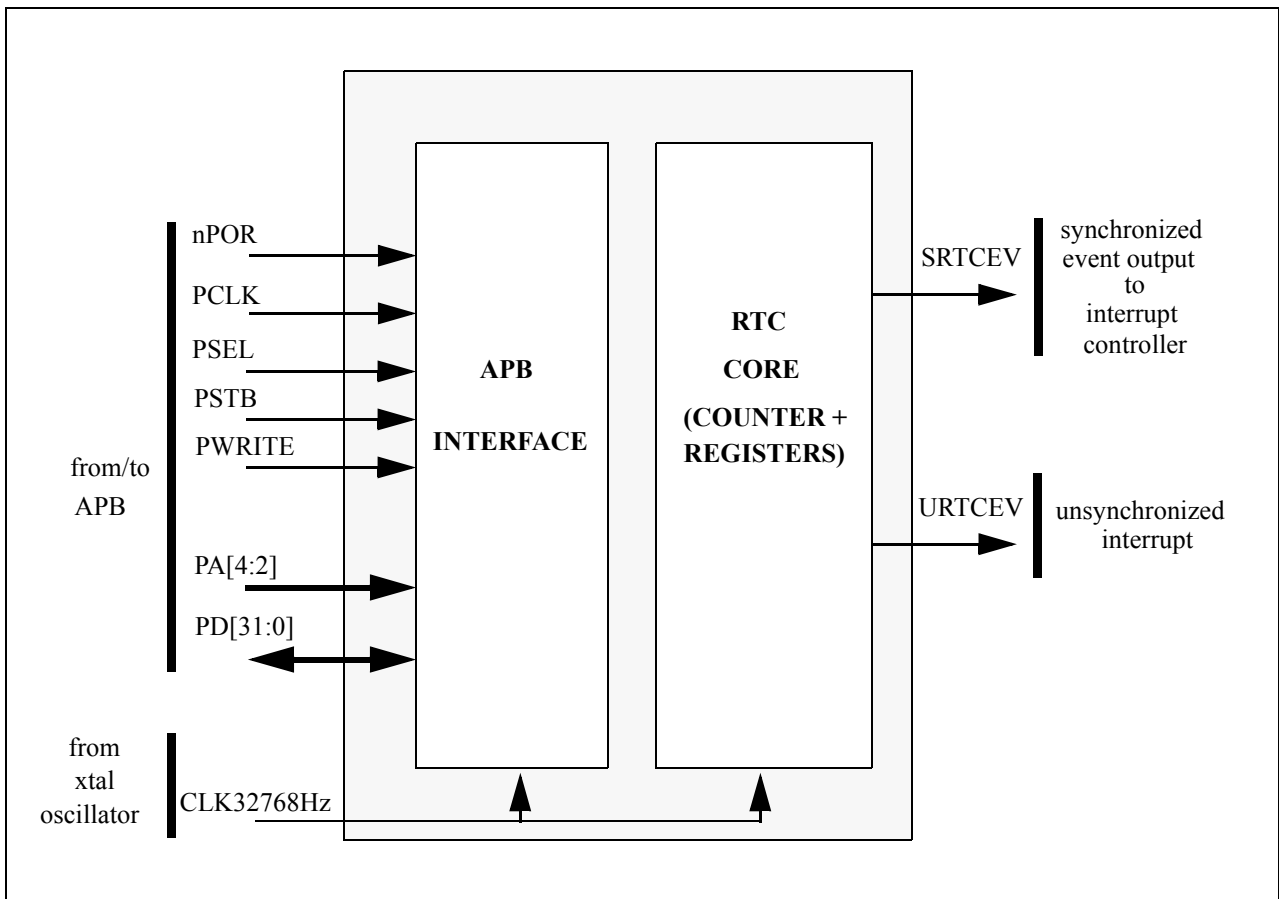 nPOR
PCLK
PSEL
PSTB
PWRITE
from/to
APB
PA[4:2]
PD[31:0]
from
xtal
oscillator
CLK32768Hz
APB
INTERFACE
RTC
CORE
(COUNTER +
REGISTERS)
SRTCEV
synchronized
event output
to
interrupt
controller
URTCEV
unsynchronized
interrupt